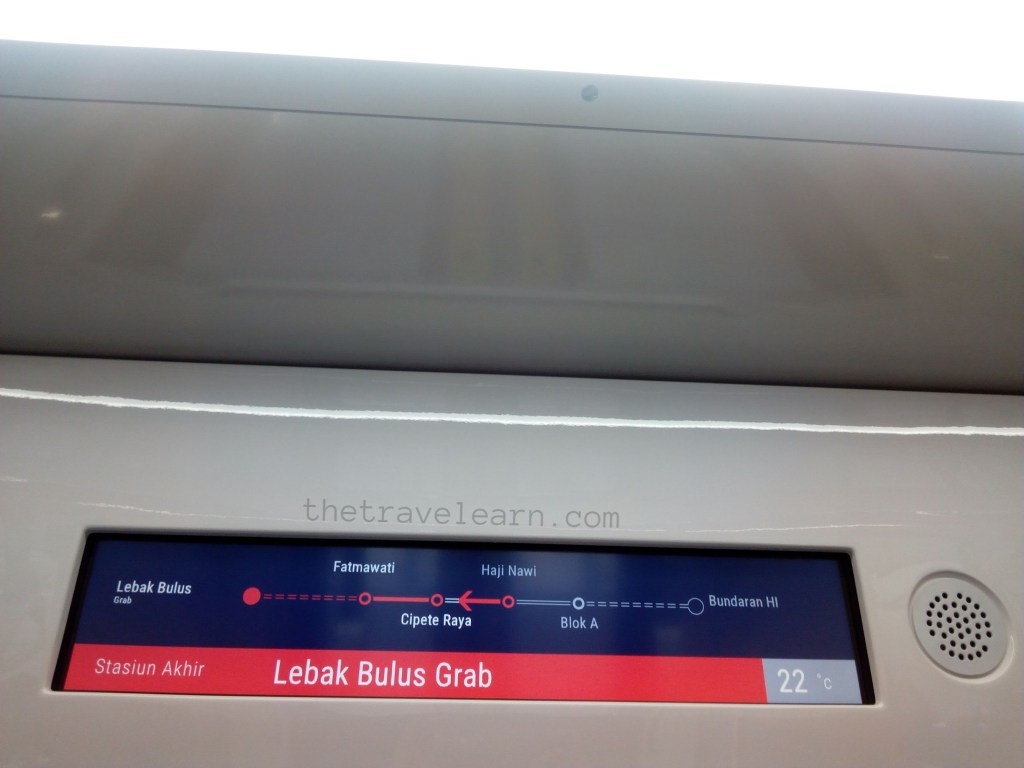 thetravelearn.com
Fatmawati
Haji Nawi
Lebak Bulus
Grab
Bundaran HI
Cipete Raya
Blok A
Stasiun Akhir
Lebak Bulus Grab
22 °C